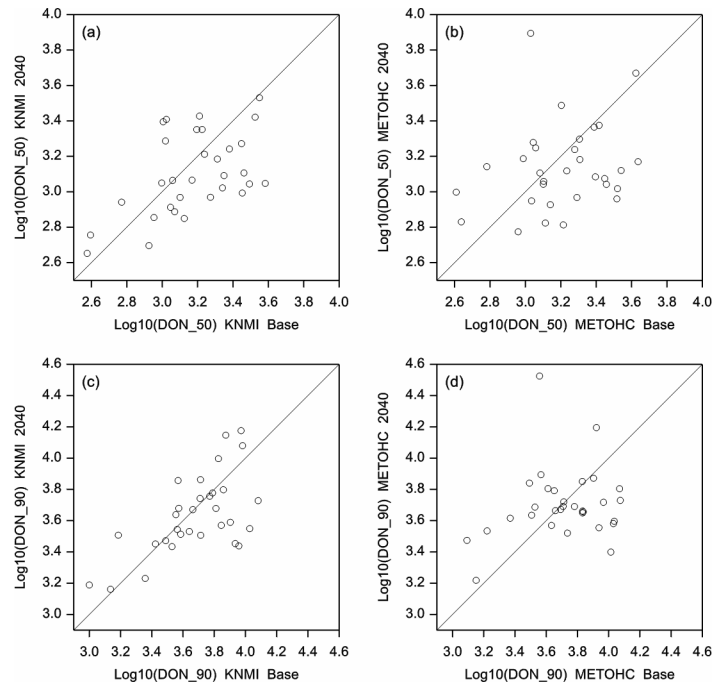 (a)
4.0
3.8
3.6
3.4
3.2
3.0
2.8
2.6
Log10(DON_50) KNMI 2040
2.6 2.8 3.0 3.2 3.4 3.6 3.8 4.0
Log10(DON_50) KNMI Base
(b)
4.0
3.8
3.6
3.4
3.2
3.0
2.8
2.6
Log10(DON_50) METOHC 2040
2.6 2.8 3.0 3.2 3.4 3.6 3.8 4.0
Log10(DON_50) METOHC Base
(c)
4.6
4.4
4.2
4.0
3.8
3.6
3.4
3.2
3.0
Log10(DON_90) KNMI 2040
3.0 3.2 3.4 3.6 3.8 4.0 4.2 4.4 4.6
Log10(DON_90) KNMI Base
(d)
4.6
4.4
4.2
4.0
3.8
3.6
3.4
3.2
3.0
Log10(DON_90) METOHC 2040
3.0 3.2 3.4 3.6 3.8 4.0 4.2 4.4 4.6
Log10(DON_90) METOHC Base